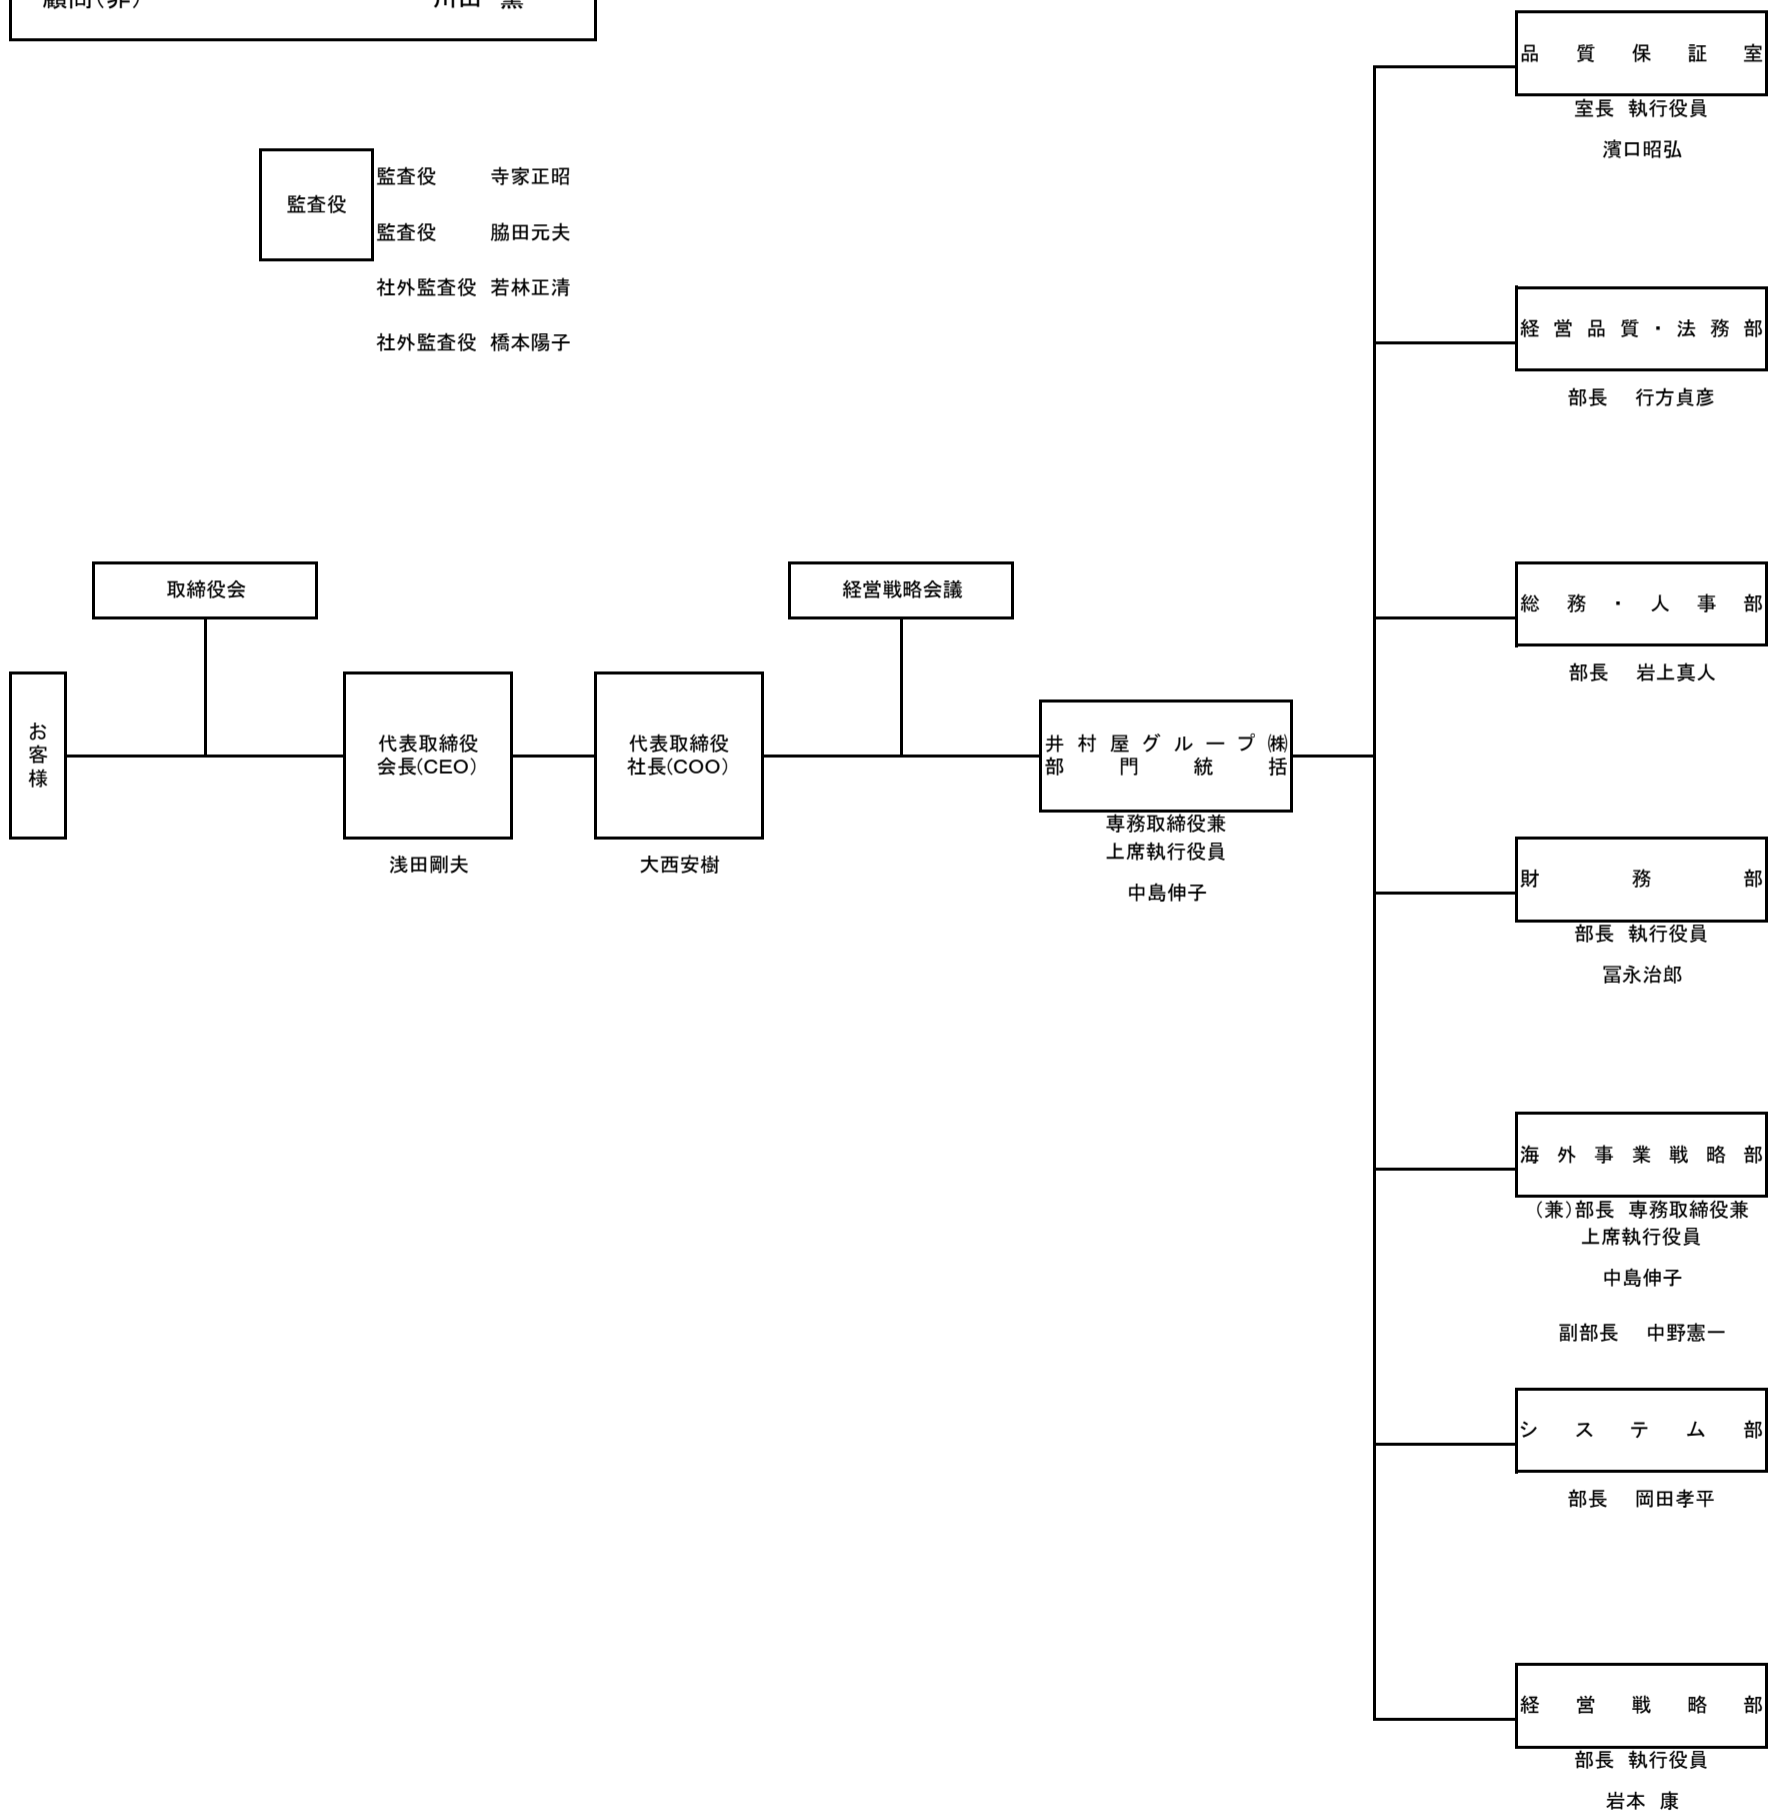 顧問(非) 川田 薫
監査役
監査役 寺家正昭
監査役 脇田元夫
社外監査役 若林正清
社外監査役 橋本陽子
取締役会
経営戦略会議
お客様
代表取締役
会長(CEO)
浅田剛夫
代表取締役
社長(COO)
大西安樹
井村屋グループ㈱
部門統括
専務取締役兼
上席執行役員
中島伸子
品質保証室
室長 執行役員
濱口昭弘
経営品質・法務部
部長 行方貞彦
総務・人事部
部長 岩上真人
財務部
部長 執行役員
冨永治郎
海外事業戦略部
(兼)部長 専務取締役兼
上席執行役員
中島伸子
副部長 中野憲一
システム部
部長 岡田孝平
経営戦略部
部長 執行役員
岩本 康